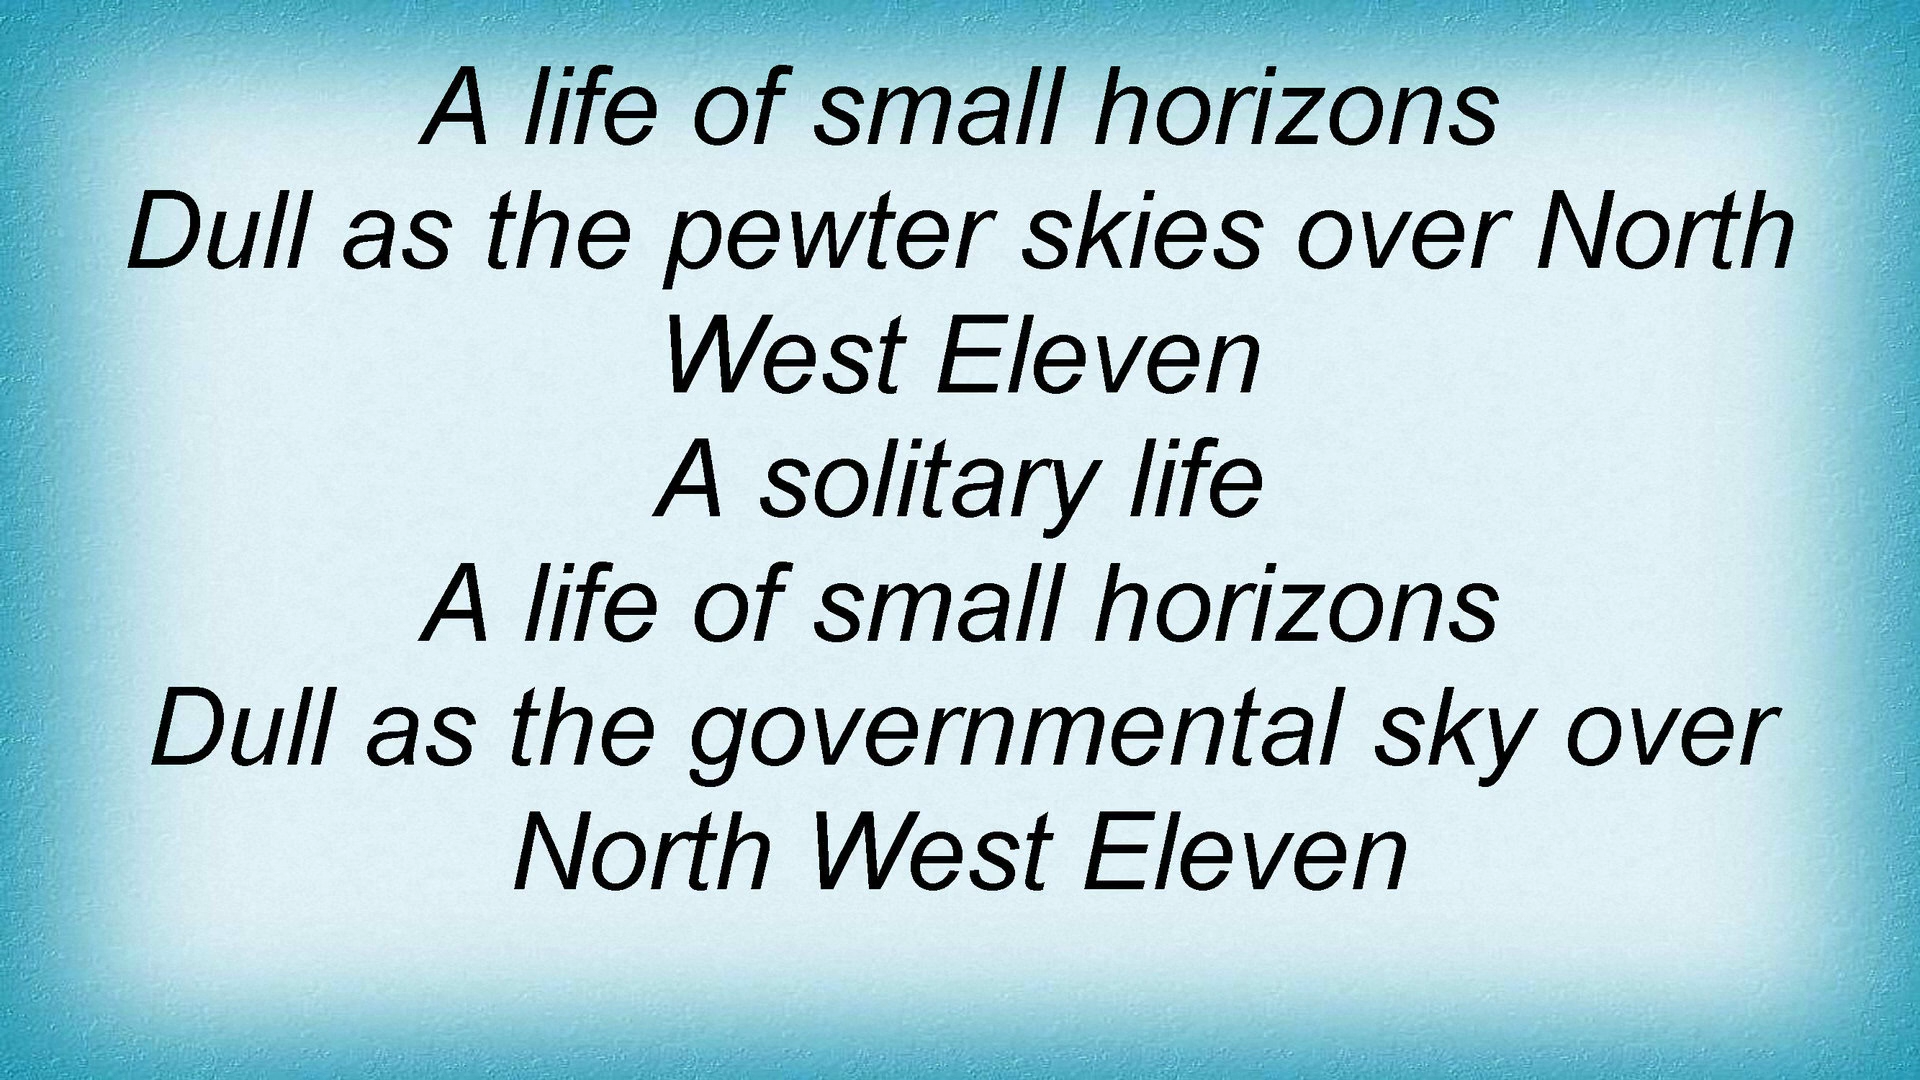 A life of small horizons
Dull as the pewter skies over North
West Eleven
A solitary life
A life of small horizons
Dull as the governmental sky over
North West Eleven